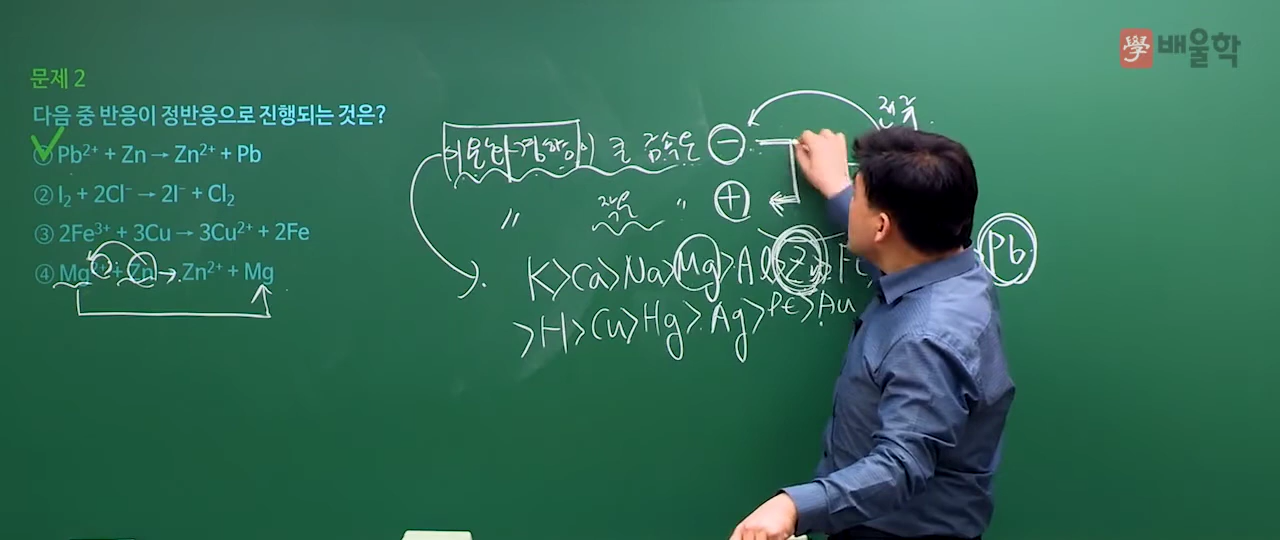 學 배울학
문제 2
다음 중 반응이 정반응으로 진행되는 것은?
① Pb²⁺ + Zn → Zn²⁺ + Pb
② I₂ + 2Cl⁻ → 2I⁻ + Cl₂
③ 2Fe³⁺ + 3Cu → 3Cu²⁺ + 2Fe
④ Mg²⁺ + Zn → Zn²⁺ + Mg
이온화경향이 큰 금속은 ⊖
〃 작은 〃 ⊕
K>Ca>Na>Mg>Al>Zn>Fe Pb
>H>Cu>Hg>Ag>Pt>Au